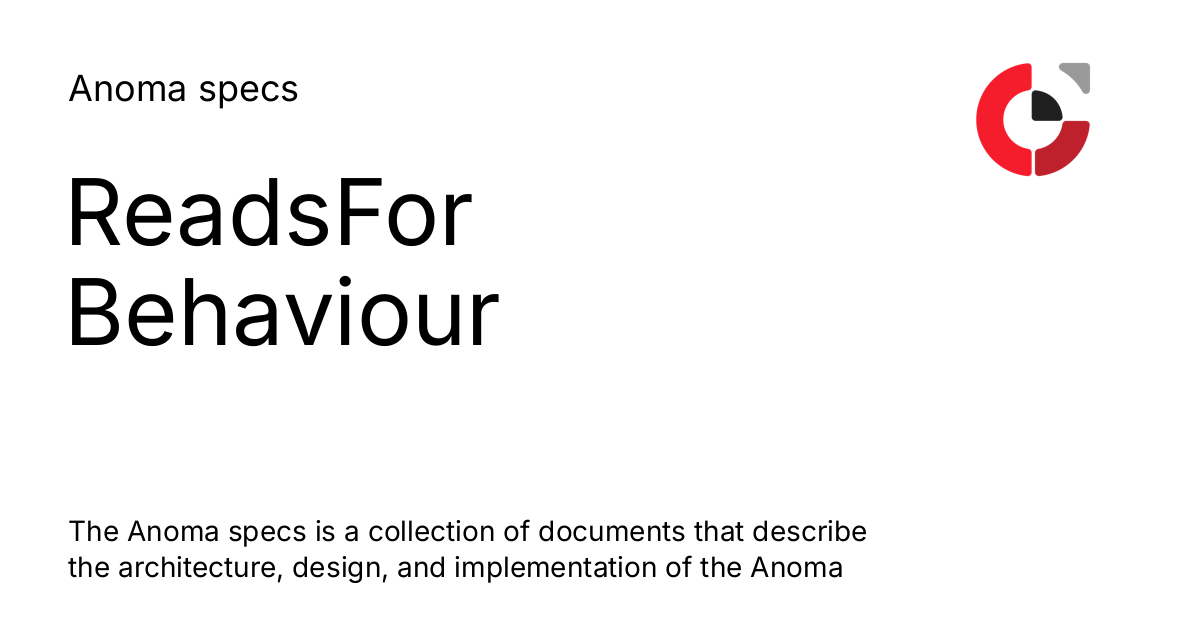 Anoma specs
ReadsFor
Behaviour
The Anoma specs is a collection of documents that describe
the architecture, design, and implementation of the Anoma